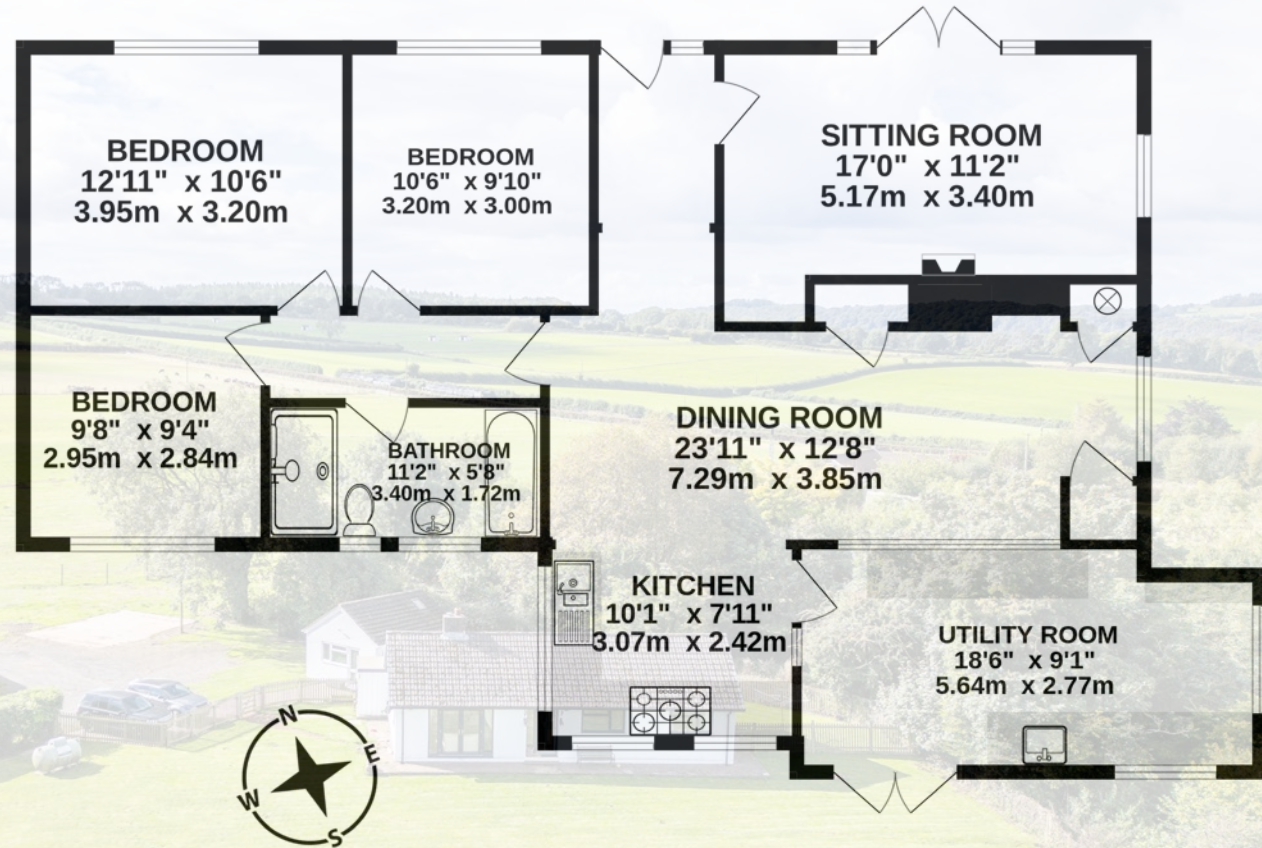 BEDROOM
12'11" x 10'6"
3.95m x 3.20m
BEDROOM
10'6" x 9'10"
3.20m x 3.00m
SITTING ROOM
17'0" x 11'2"
5.17m x 3.40m
BEDROOM
9'8" x 9'4"
2.95m x 2.84m
BATHROOM
11'2" x 5'8"
3.40m x 1.72m
DINING ROOM
23'11" x 12'8"
7.29m x 3.85m
KITCHEN
10'1" x 7'11"
3.07m x 2.42m
UTILITY ROOM
18'6" x 9'1"
5.64m x 2.77m
N
E
W
S